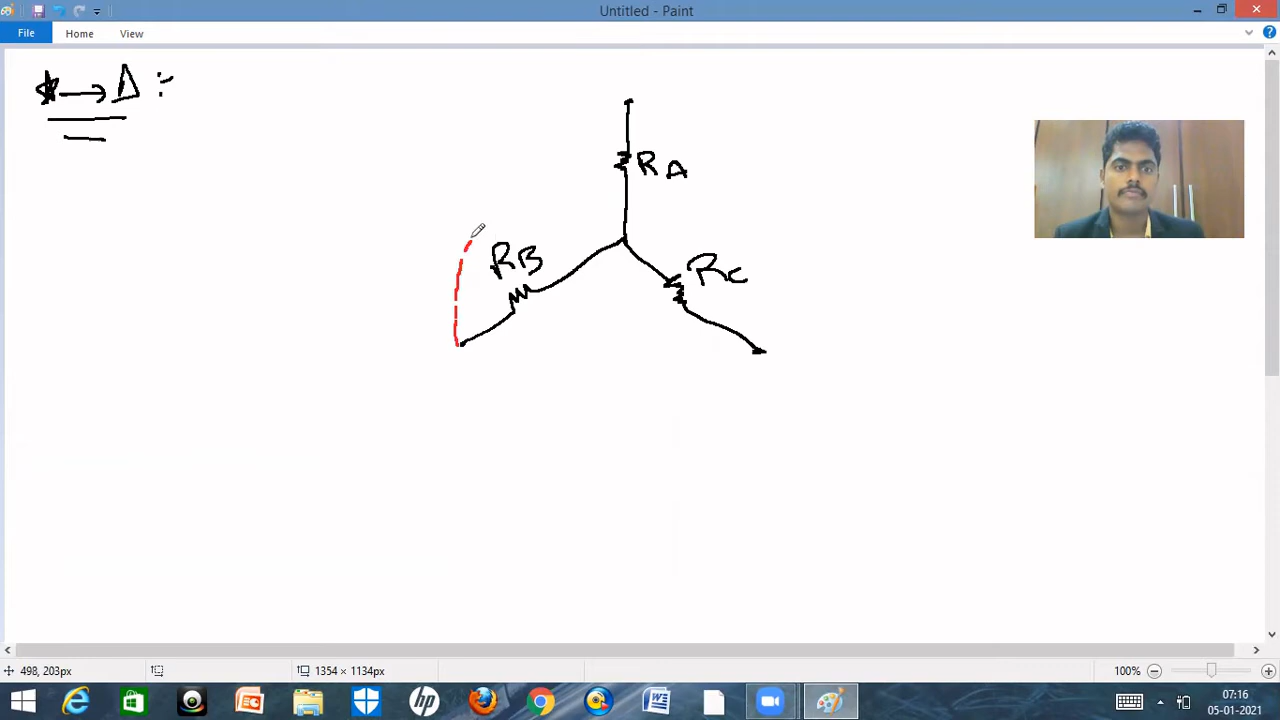 Untitled - Paint
File Home View
* → Δ :-
RA
RB
RC
498, 203px
1354 × 1134px
100%
07:16
05-01-2021